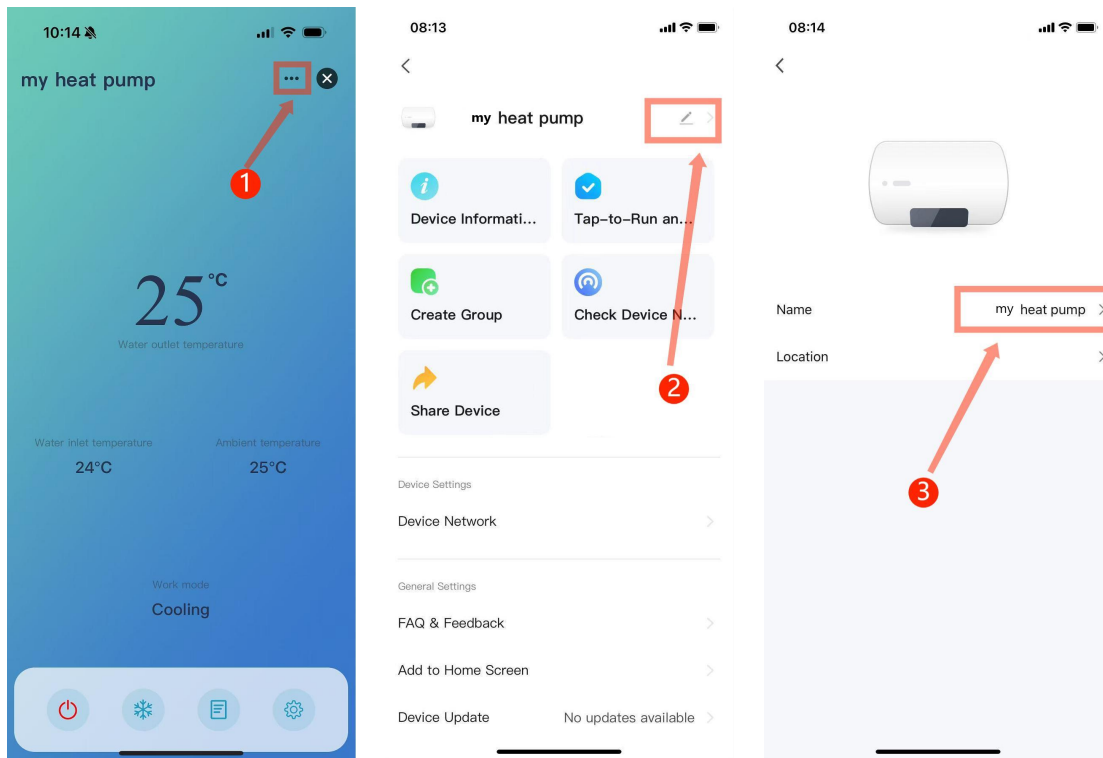 10:14
my heat pump
1
25°C
Water outlet temperature
Water inlet temperature
Ambient temperature
24°C
25°C
Work mode
Cooling
08:13
my heat pump
i
Device Informati...
Tap-to-Run an...
Create Group
Check Device N...
Share Device
2
Device Settings
Device Network
General Settings
FAQ & Feedback
Add to Home Screen
Device Update
No updates available
08:14
Name
my heat pump
Location
3